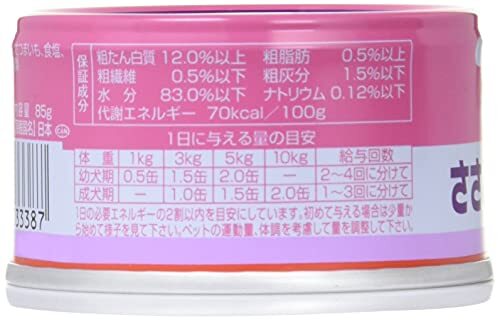 つまいも、食塩、
容量 85g
日本
33387
保証成分
粗たん白質 12.0%以上 粗脂肪 0.5%以上
粗繊維 0.5%以下 粗灰分 1.5%以下
水分 83.0%以下 ナトリウム 0.12%以下
代謝エネルギー 70kcal/100g
1日に与える量の目安
体重 1kg 3kg 5kg 10kg 給与回数
幼犬期 0.5缶 1.5缶 2.0缶 — 2〜4回に分けて
成犬期 — 1.0缶 1.5缶 2.0缶 1〜3回に分けて
1日の必要エネルギーの2割以内を目安にしています。初めて与える場合は少量か
ら始めて様子を見て下さい。ペットの運動量、体調を考慮して量を調整して下さい。
ささ